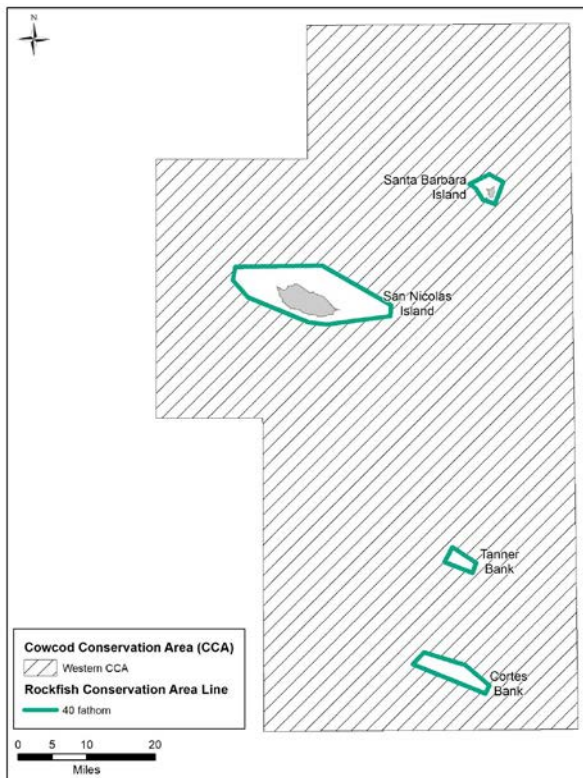 N
Santa Barbara
Island
San Nicolas
Island
Tanner
Bank
Cortes
Bank
Cowcod Conservation Area (CCA)
Western CCA
Rockfish Conservation Area Line
40 fathom
0 5 10 20
Miles